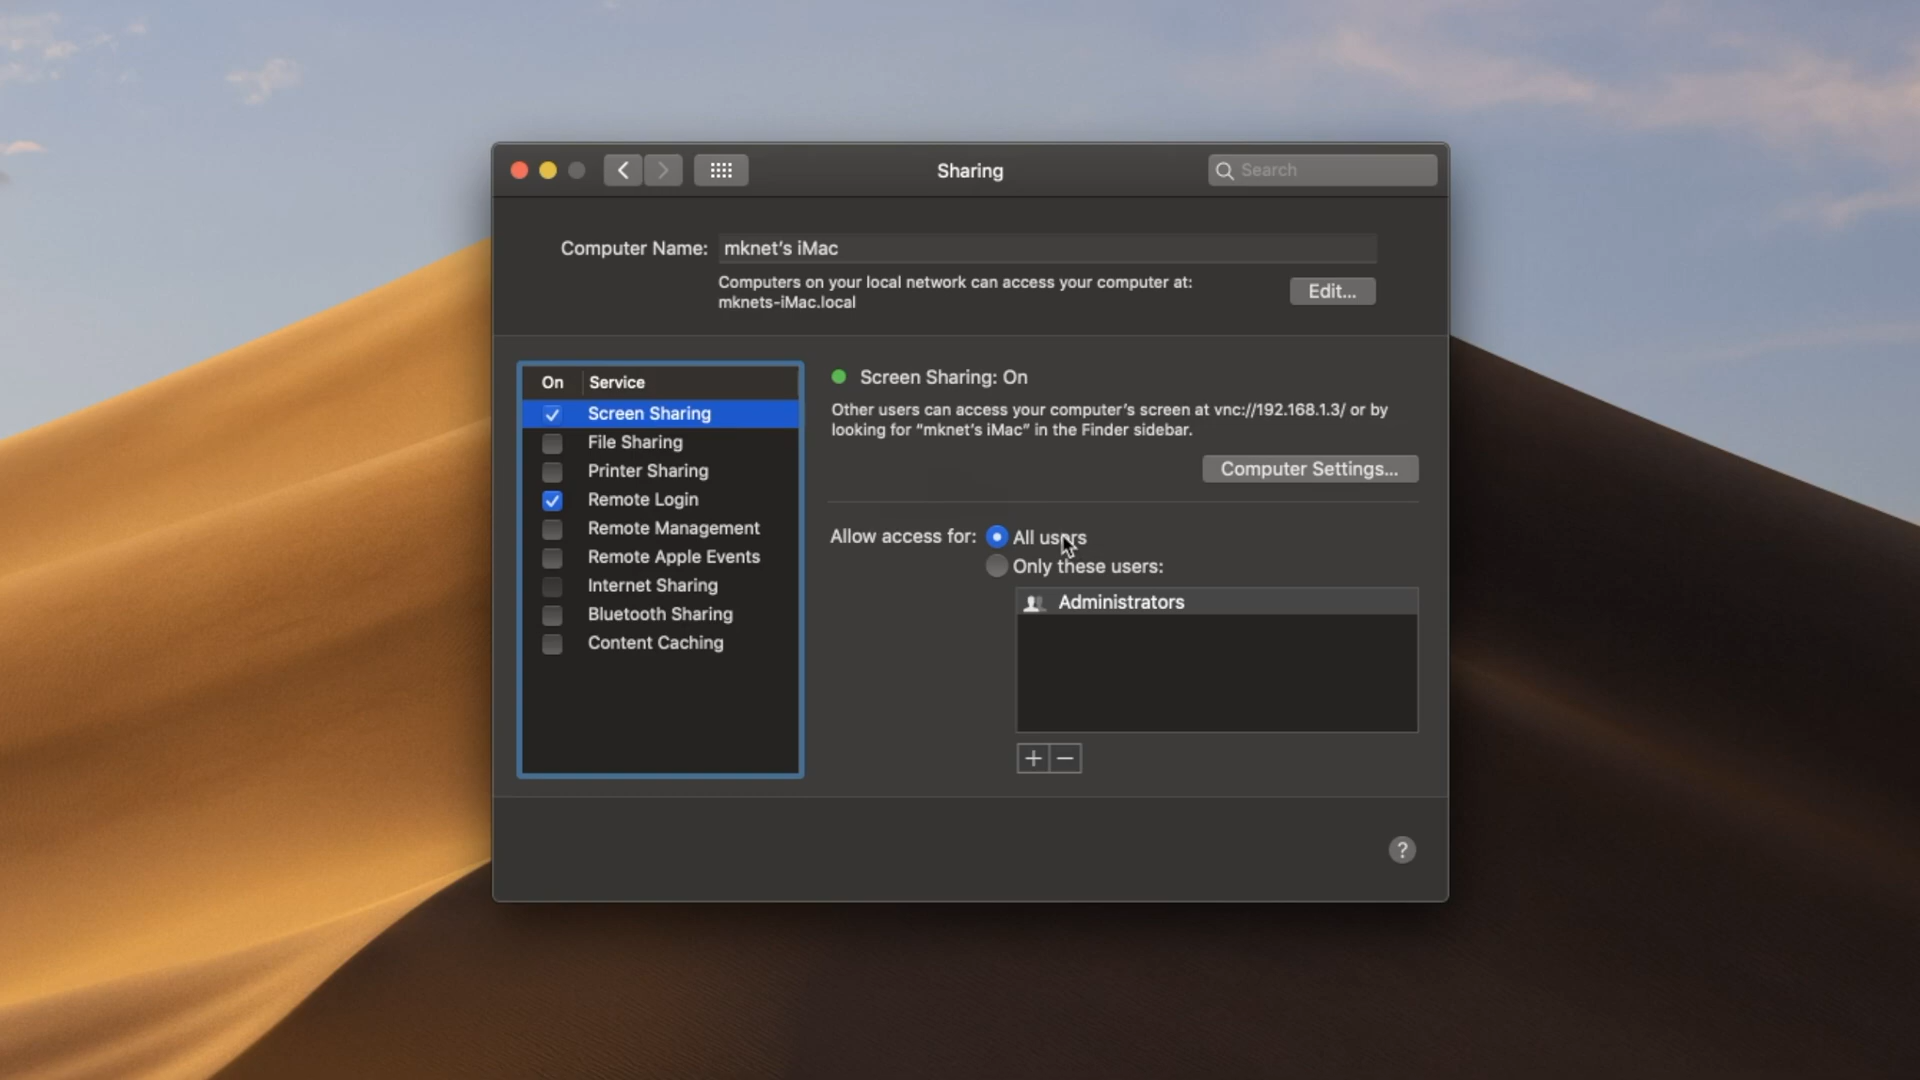 Sharing
Search
Computer Name: mknet's iMac
Computers on your local network can access your computer at:
mknets-iMac.local
Edit...
On Service
Screen Sharing
File Sharing
Printer Sharing
Remote Login
Remote Management
Remote Apple Events
Internet Sharing
Bluetooth Sharing
Content Caching
Screen Sharing: On
Other users can access your computer's screen at vnc://192.168.1.3/ or by
looking for “mknet's iMac” in the Finder sidebar.
Computer Settings...
Allow access for: All users
Only these users:
Administrators
+ −
?